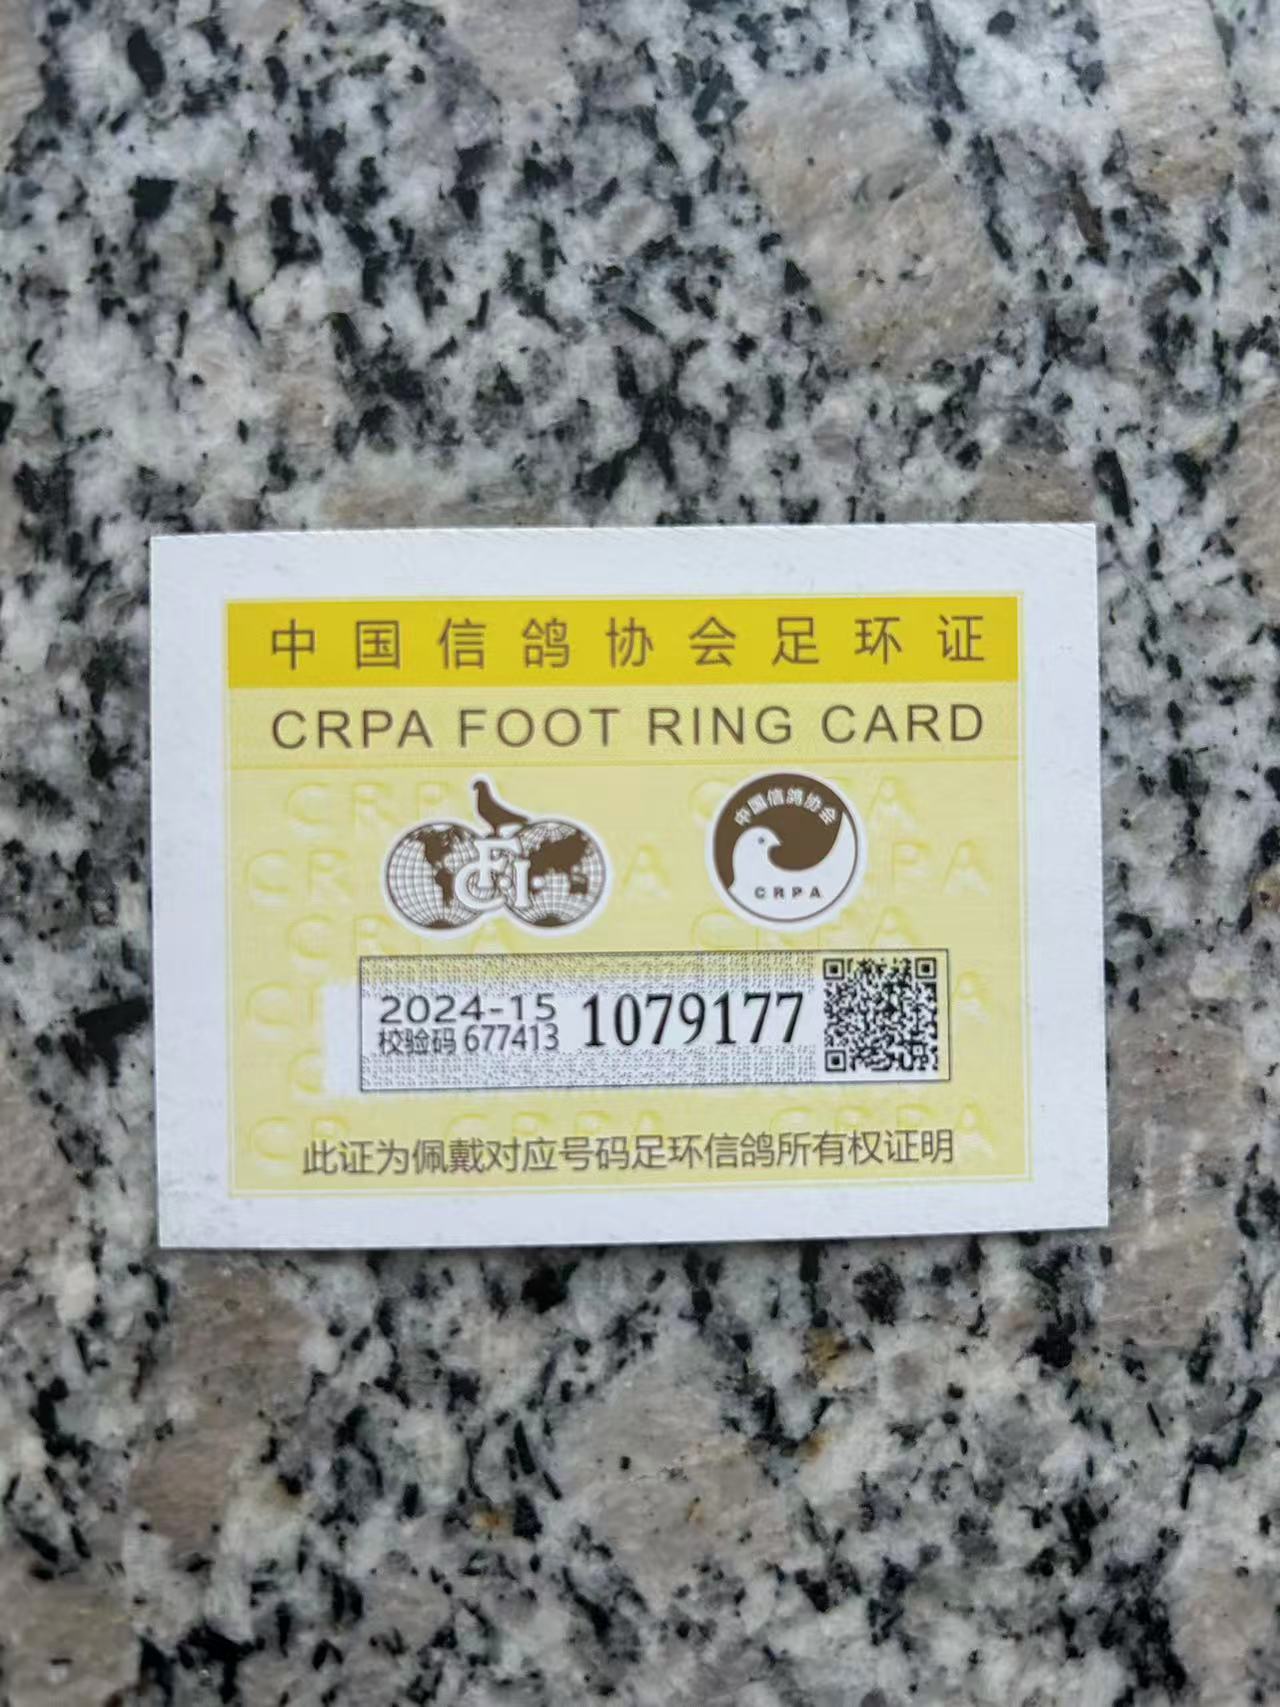 中国信鸽协会足环证
CRPA FOOT RING CARD
FCI
中国信鸽协会
CRPA
2024-15 1079177
校验码 677413
此证为佩戴对应号码足环信鸽所有权证明